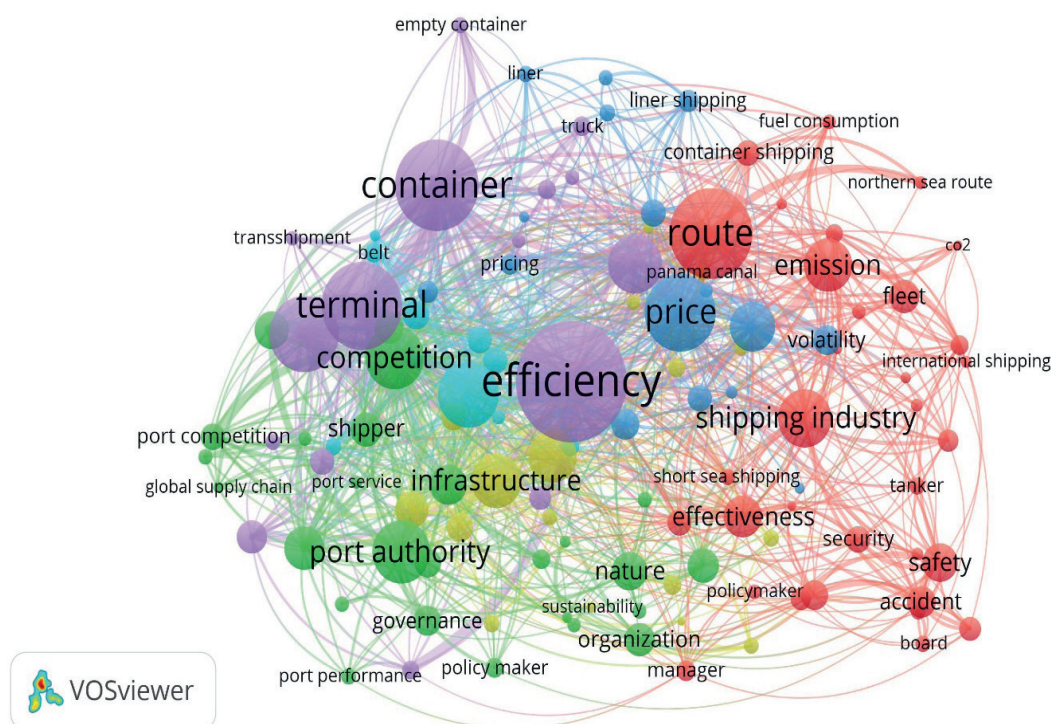 empty container
liner
liner shipping
truck
fuel consumption
container shipping
container
northern sea route
route
transshipment
belt
co2
pricing
panama canal
emission
terminal
price
fleet
volatility
competition
international shipping
efficiency
shipping industry
shipper
port competition
short sea shipping
infrastructure
port service
global supply chain
tanker
effectiveness
security
port authority
safety
nature
policymaker
sustainability
accident
governance
organization
board
port performance
policy maker
manager
VOSviewer